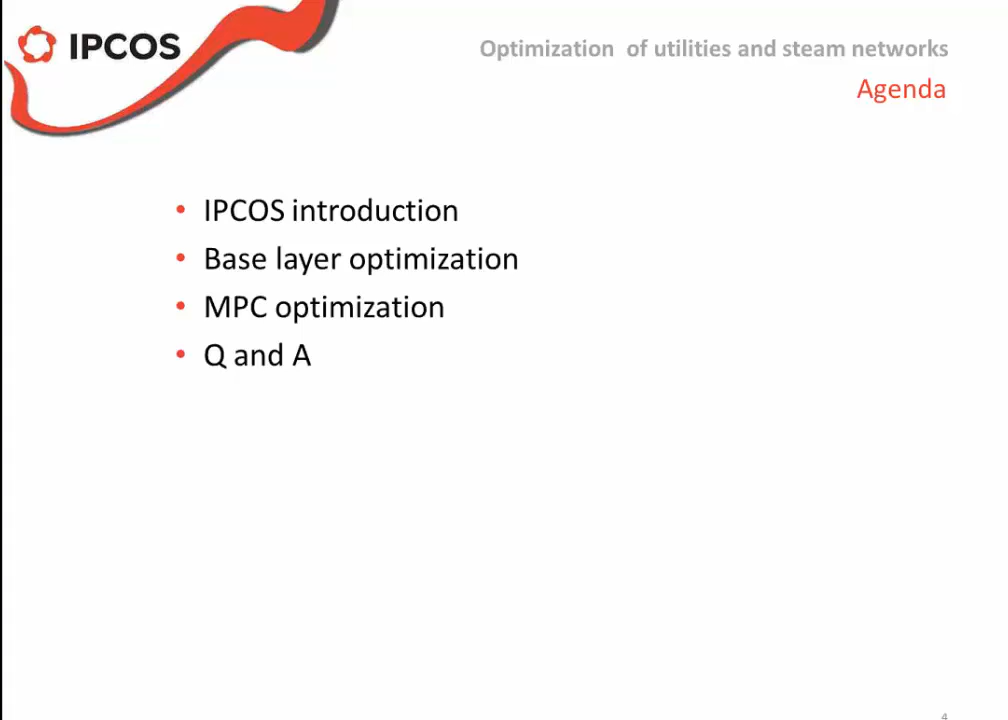 IPCOS
Optimization of utilities and steam networks
Agenda
• IPCOS introduction
• Base layer optimization
• MPC optimization
• Q and A
4